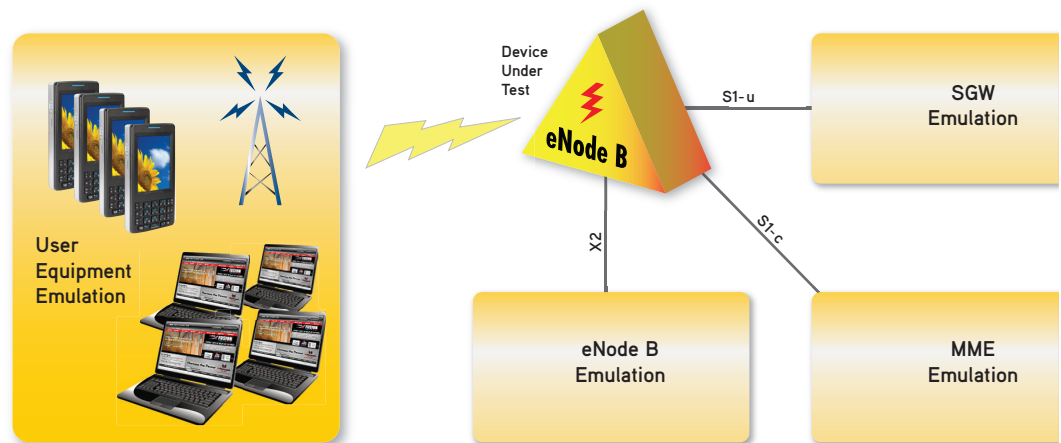 User
Equipment
Emulation
Device
Under
Test
eNode B
S1-u
SGW
Emulation
X2
S1-c
eNode B
Emulation
MME
Emulation